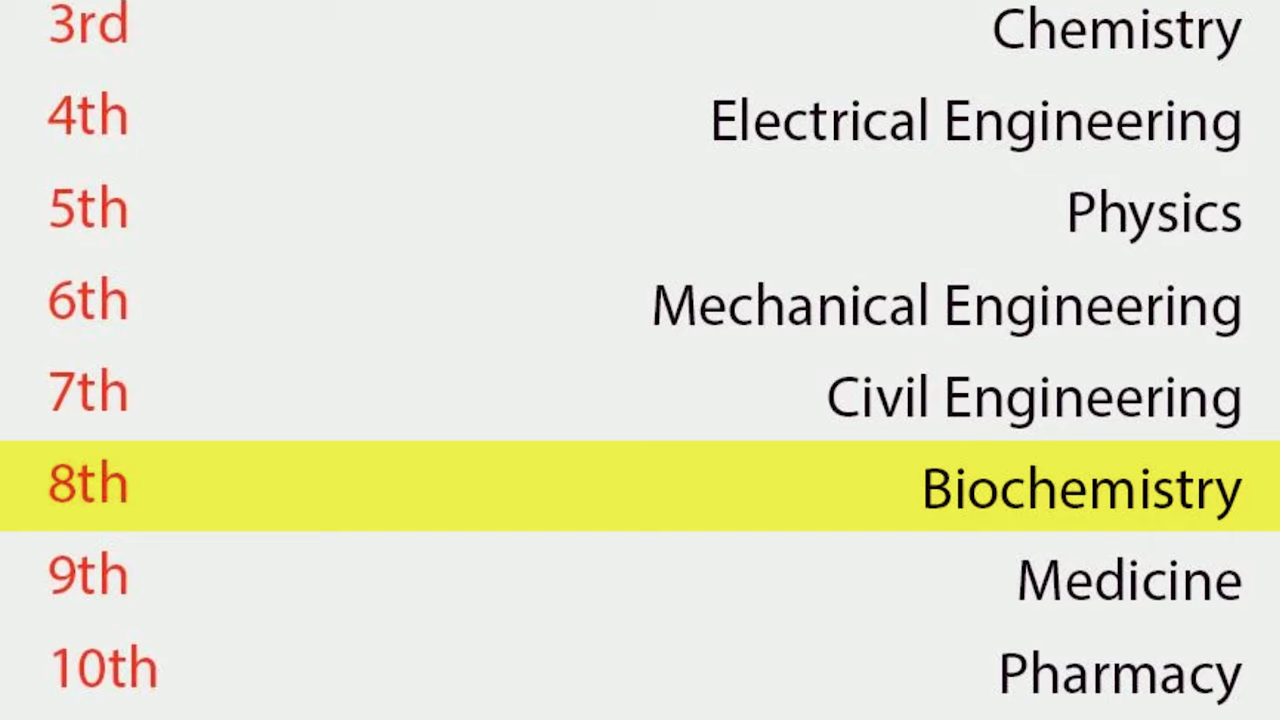 3rd Chemistry
4th Electrical Engineering
5th Physics
6th Mechanical Engineering
7th Civil Engineering
8th Biochemistry
9th Medicine
10th Pharmacy